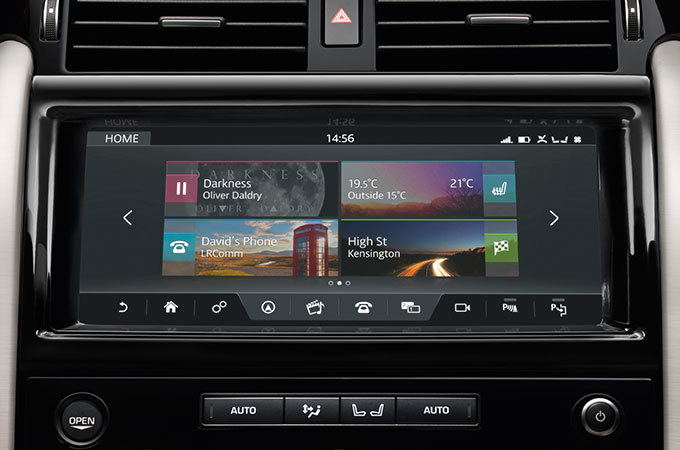 HOME
14:56
DARKNESS
Darkness
Oliver Daldry
OLIVER DALDRY
19.5°C
21°C
Outside 15°C
David's Phone
LRComm
High St
Kensington
OPEN
AUTO
AUTO